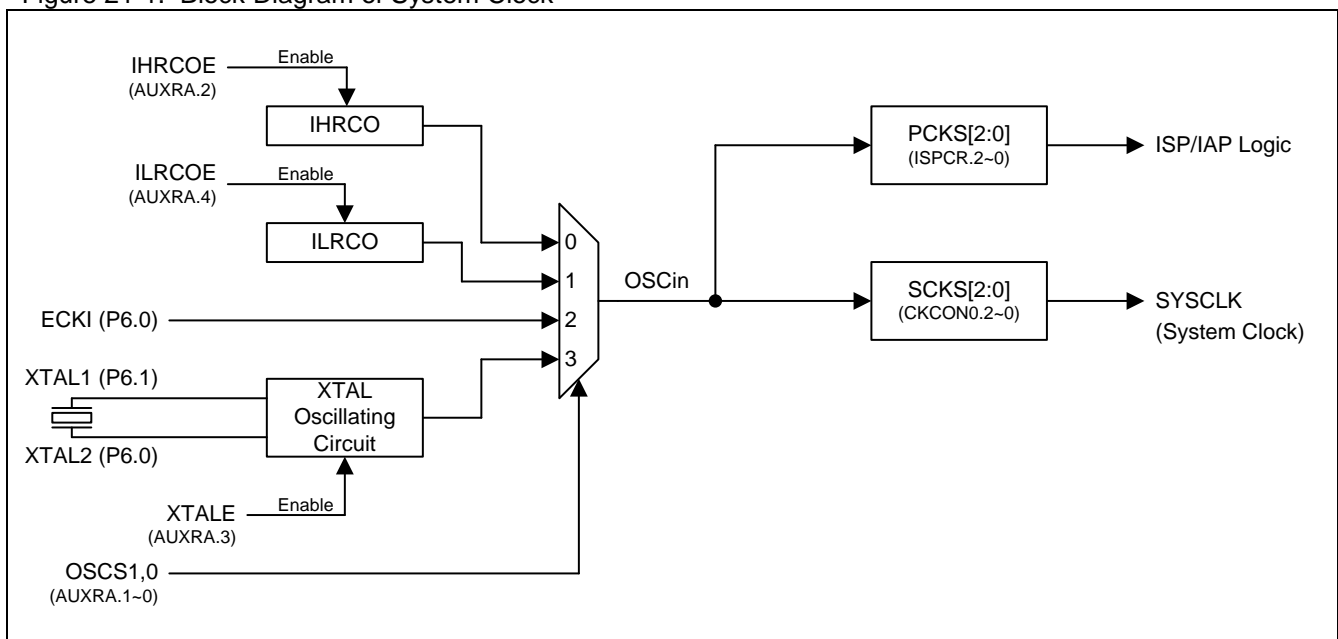 Figure 21-1. Block Diagram of System Clock
IHRCOE
(AUXRA.2)
Enable
IHRCO
ILRCOE
(AUXRA.4)
Enable
ILRCO
ECKI (P6.0)
XTAL1 (P6.1)
XTAL2 (P6.0)
XTAL
Oscillating
Circuit
XTALE
(AUXRA.3)
Enable
OSCS1,0
(AUXRA.1~0)
0
1
2
3
OSCin
PCKS[2:0]
(ISPCR.2~0)
ISP/IAP Logic
SCKS[2:0]
(CKCON0.2~0)
SYSCLK
(System Clock)